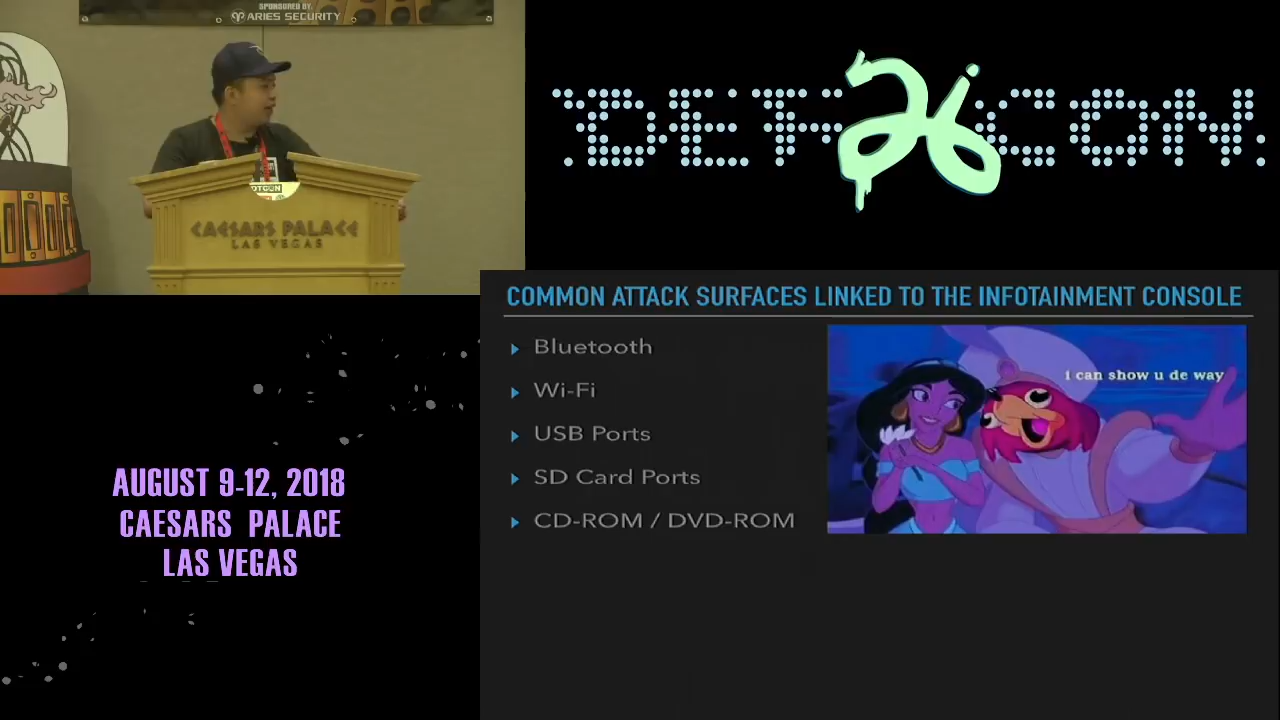 SPONSORED BY:
ARIES SECURITY
DEF CON
26
OTCON
CAESARS PALACE
LAS VEGAS
COMMON ATTACK SURFACES LINKED TO THE INFOTAINMENT CONSOLE
Bluetooth
Wi-Fi
USB Ports
SD Card Ports
CD-ROM / DVD-ROM
i can show u de way
AUGUST 9-12, 2018
CAESARS PALACE
LAS VEGAS